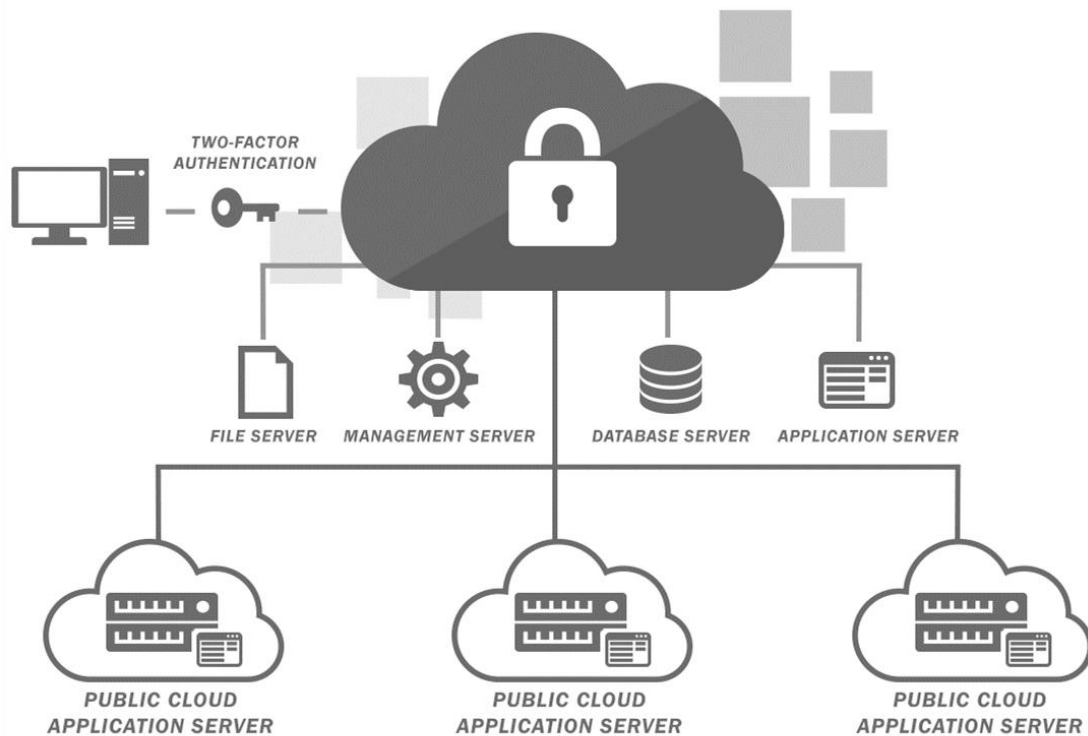 TWO-FACTOR
AUTHENTICATION
FILE SERVER
MANAGEMENT SERVER
DATABASE SERVER
APPLICATION SERVER
PUBLIC CLOUD
APPLICATION SERVER
PUBLIC CLOUD
APPLICATION SERVER
PUBLIC CLOUD
APPLICATION SERVER